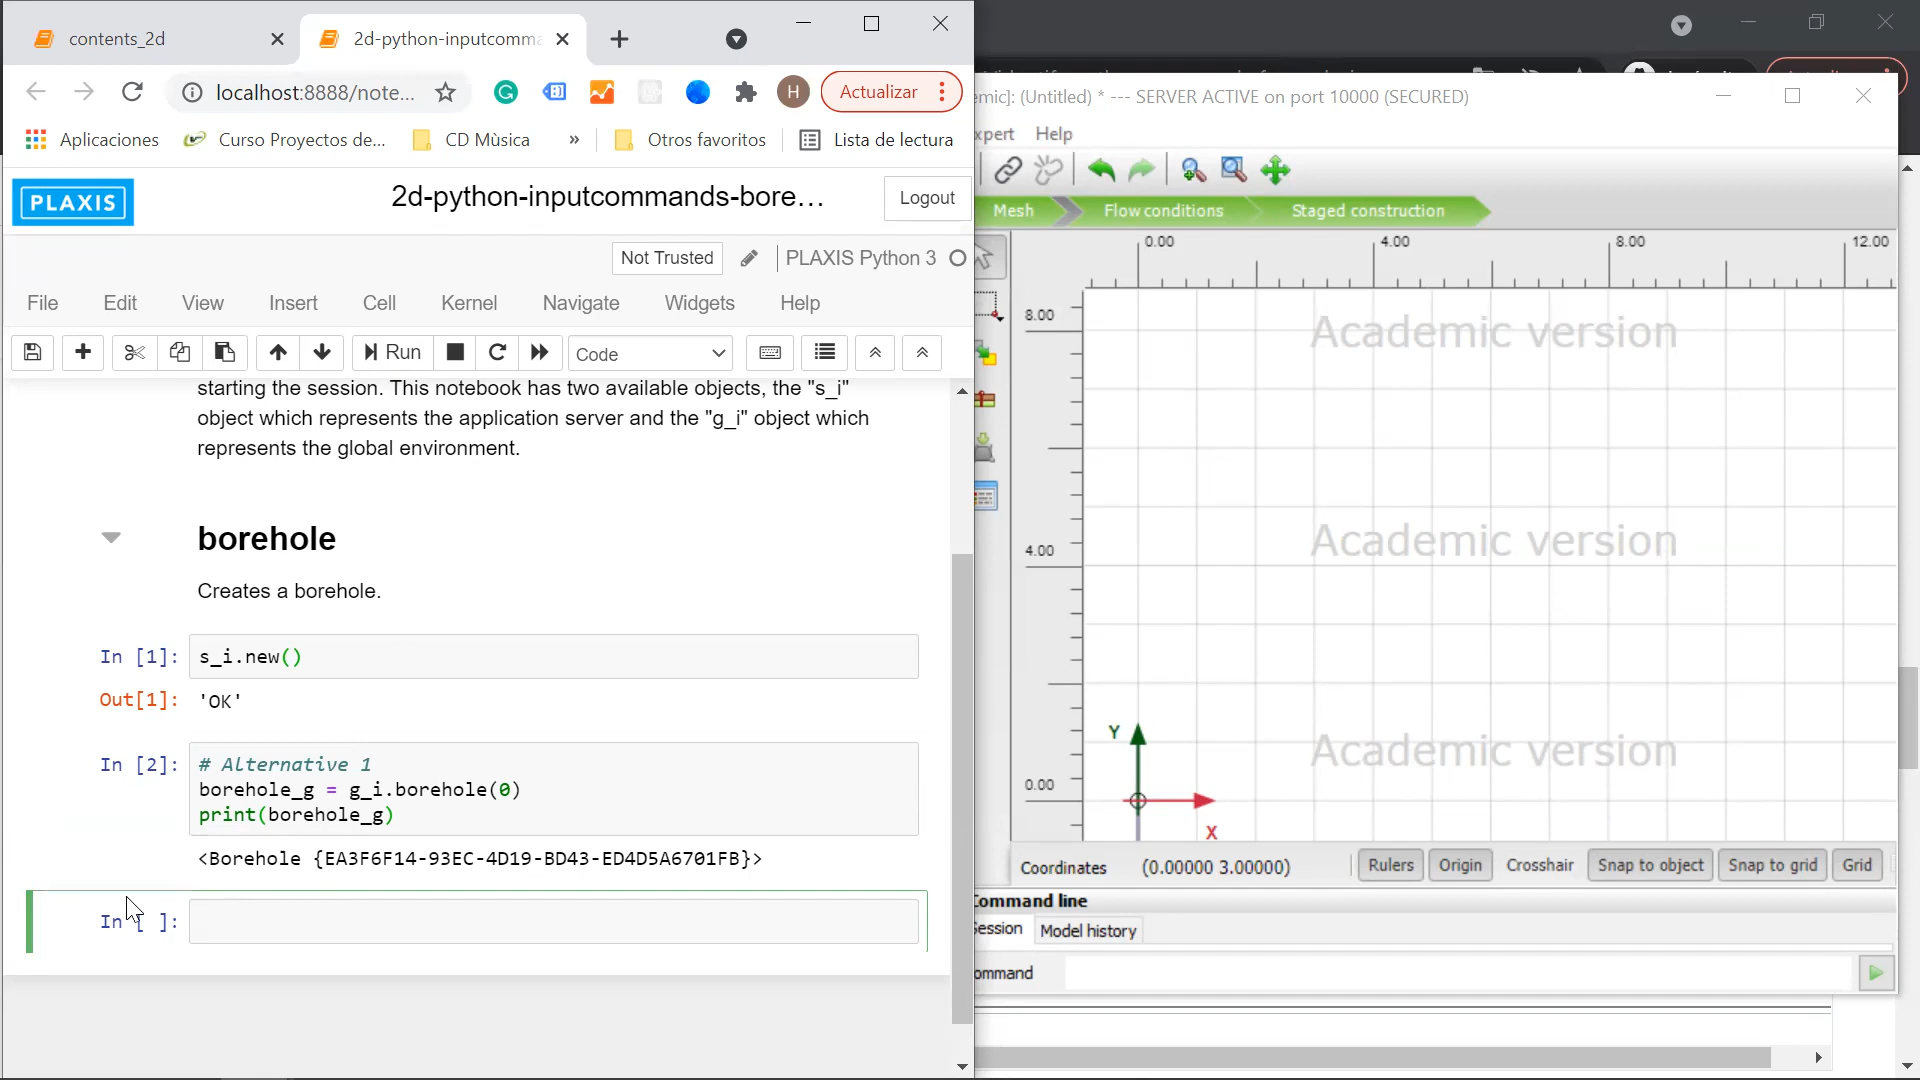 contents_2d
2d-python-inputcomma
localhost:8888/note...
H
Actualizar
Aplicaciones
Curso Proyectos de...
CD Mùsica
»
Otros favoritos
Lista de lectura
PLAXIS
2d-python-inputcommands-bore...
Logout
Not Trusted
PLAXIS Python 3
File Edit View Insert Cell Kernel Navigate Widgets Help
Run
Code
starting the session. This notebook has two available objects, the "s_i"
object which represents the application server and the "g_i" object which
represents the global environment.
borehole
Creates a borehole.
In [1]: s_i.new()
Out[1]: 'OK'
In [2]: # Alternative 1
borehole_g = g_i.borehole(0)
print(borehole_g)
<Borehole {EA3F6F14-93EC-4D19-BD43-ED4D5A6701FB}>
In [ ]:
emic]: (Untitled) * --- SERVER ACTIVE on port 10000 (SECURED)
xpert Help
Mesh Flow conditions Staged construction
0.00 4.00 8.00 12.00
8.00
Academic version
4.00
Academic version
Academic version
Y
0.00
X
Coordinates (0.00000 3.00000) Rulers Origin Crosshair Snap to object Snap to grid Grid
Command line
Session Model history
ommand